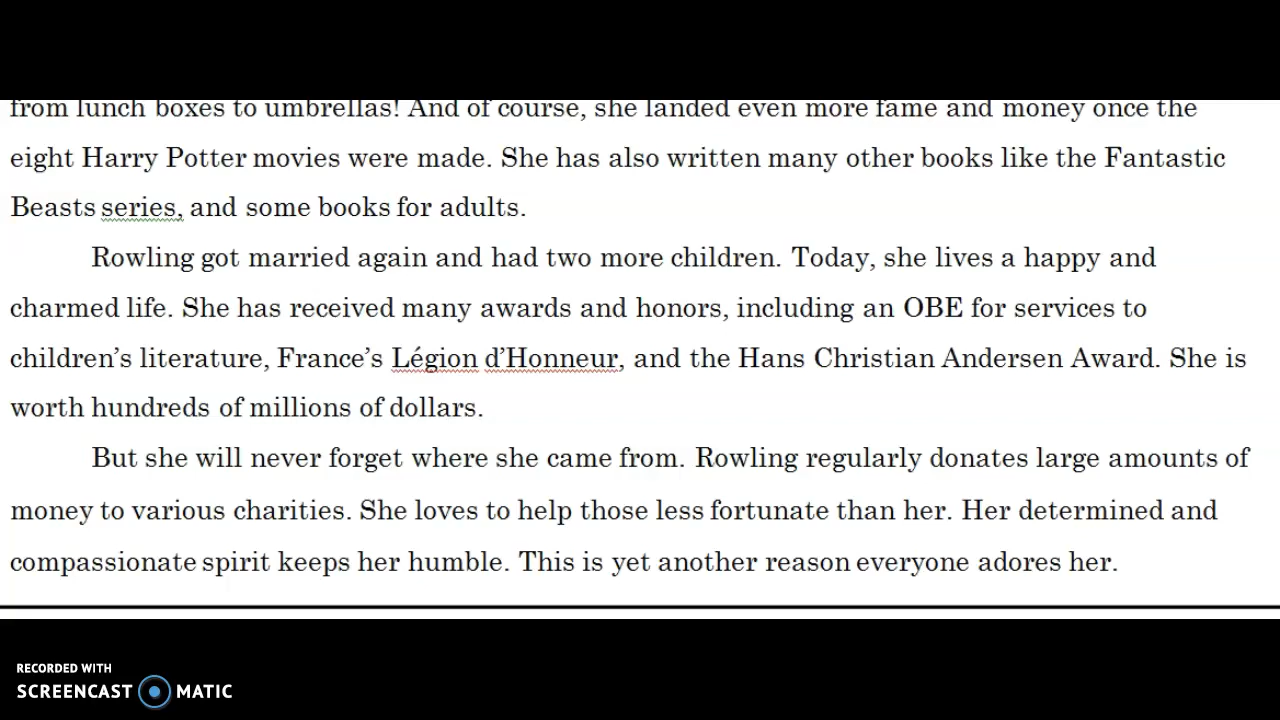 from lunch boxes to umbrellas! And of course, she landed even more fame and money once the
eight Harry Potter movies were made. She has also written many other books like the Fantastic
Beasts series, and some books for adults.
Rowling got married again and had two more children. Today, she lives a happy and
charmed life. She has received many awards and honors, including an OBE for services to
children’s literature, France’s Légion d’Honneur, and the Hans Christian Andersen Award. She is
worth hundreds of millions of dollars.
But she will never forget where she came from. Rowling regularly donates large amounts of
money to various charities. She loves to help those less fortunate than her. Her determined and
compassionate spirit keeps her humble. This is yet another reason everyone adores her.
RECORDED WITH
SCREENCAST MATIC